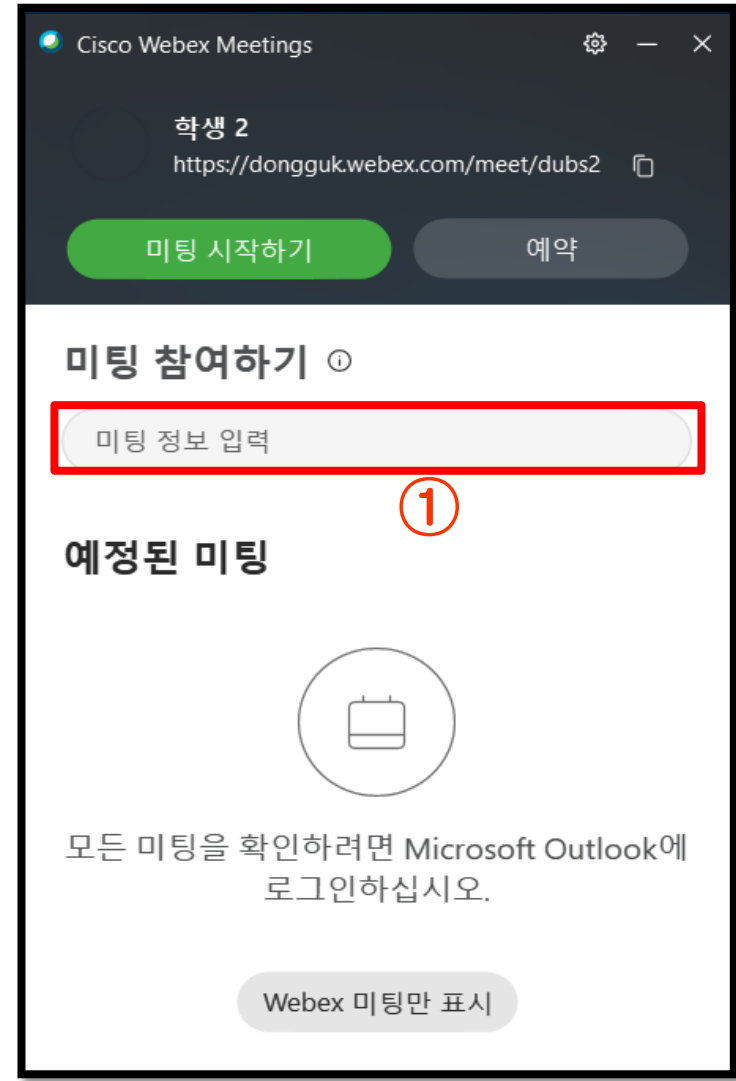 Cisco Webex Meetings
학생 2
https://dongguk.webex.com/meet/dubs2
미팅 시작하기
예약
미팅 참여하기
미팅 정보 입력
①
예정된 미팅
모든 미팅을 확인하려면 Microsoft Outlook에
로그인하십시오.
Webex 미팅만 표시